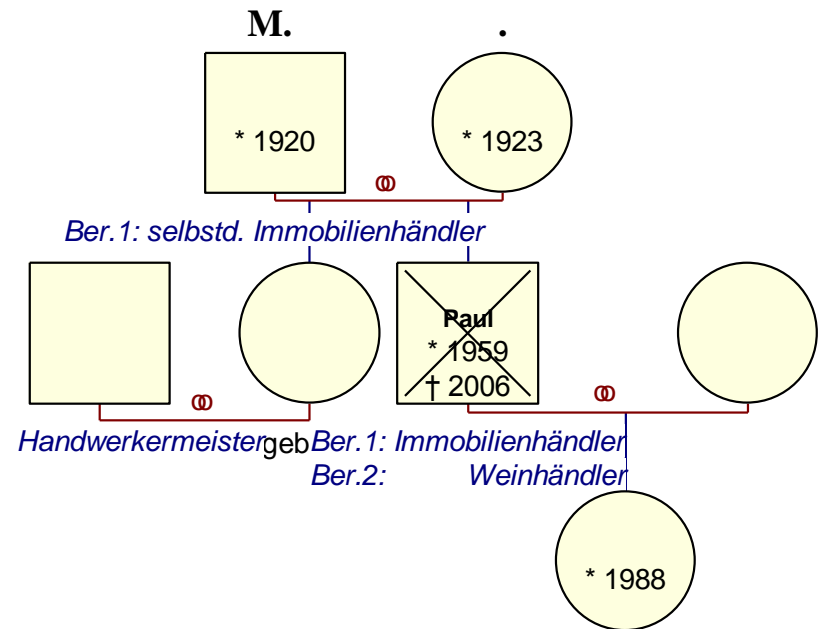 M. .
* 1920 * 1923
Ber.1: selbstd. Immobilienhändler
Paul
* 1959
† 2006
Handwerkermeister geb Ber.1: Immobilienhändler
Ber.2: Weinhändler
* 1988